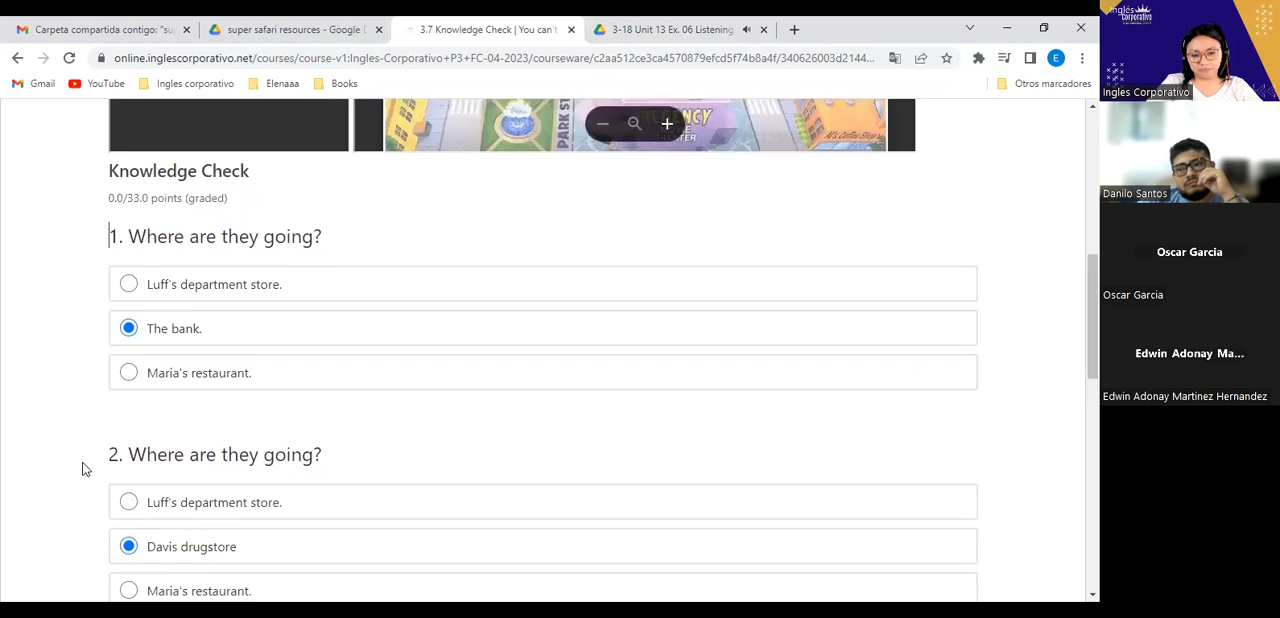 Carpeta compartida contigo: "su
super safari resources - Google D
3.7 Knowledge Check | You can't
3-18 Unit 13 Ex. 06 Listening
online.inglescorporativo.net/courses/course-v1:Ingles-Corporativo+P3+FC-04-2023/courseware/c2aa512ce3ca4570879efcd5f74b8a4f/340626003d2144...
Gmail
YouTube
Ingles corporativo
Elenaaa
Books
Otros marcadores
PARK ST
Knowledge Check
0.0/33.0 points (graded)
1. Where are they going?
Luff's department store.
The bank.
Maria's restaurant.
2. Where are they going?
Luff's department store.
Davis drugstore
Maria's restaurant.
Inglés
Corporativo
Ingles Corporativo
Danilo Santos
Oscar Garcia
Oscar Garcia
Edwin Adonay Ma...
Edwin Adonay Martinez Hernandez